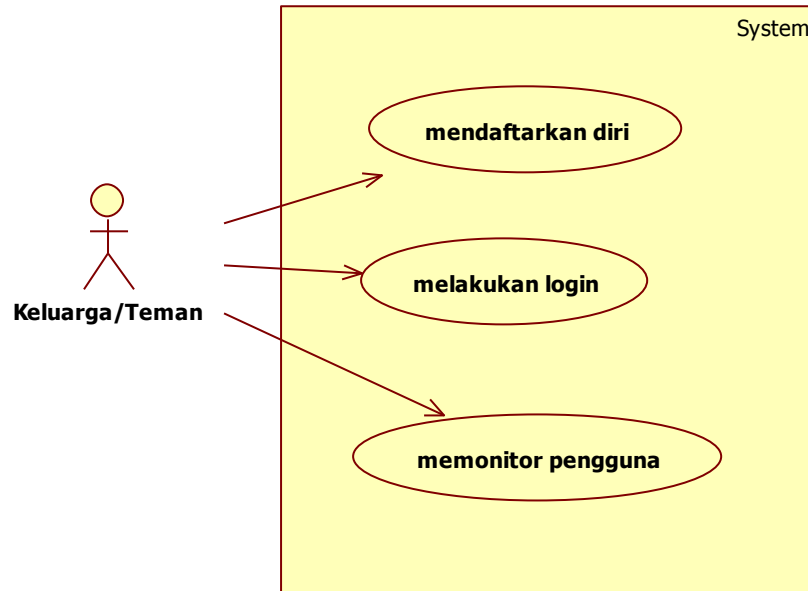 System
mendaftarkan diri
melakukan login
Keluarga/Teman
memonitor pengguna